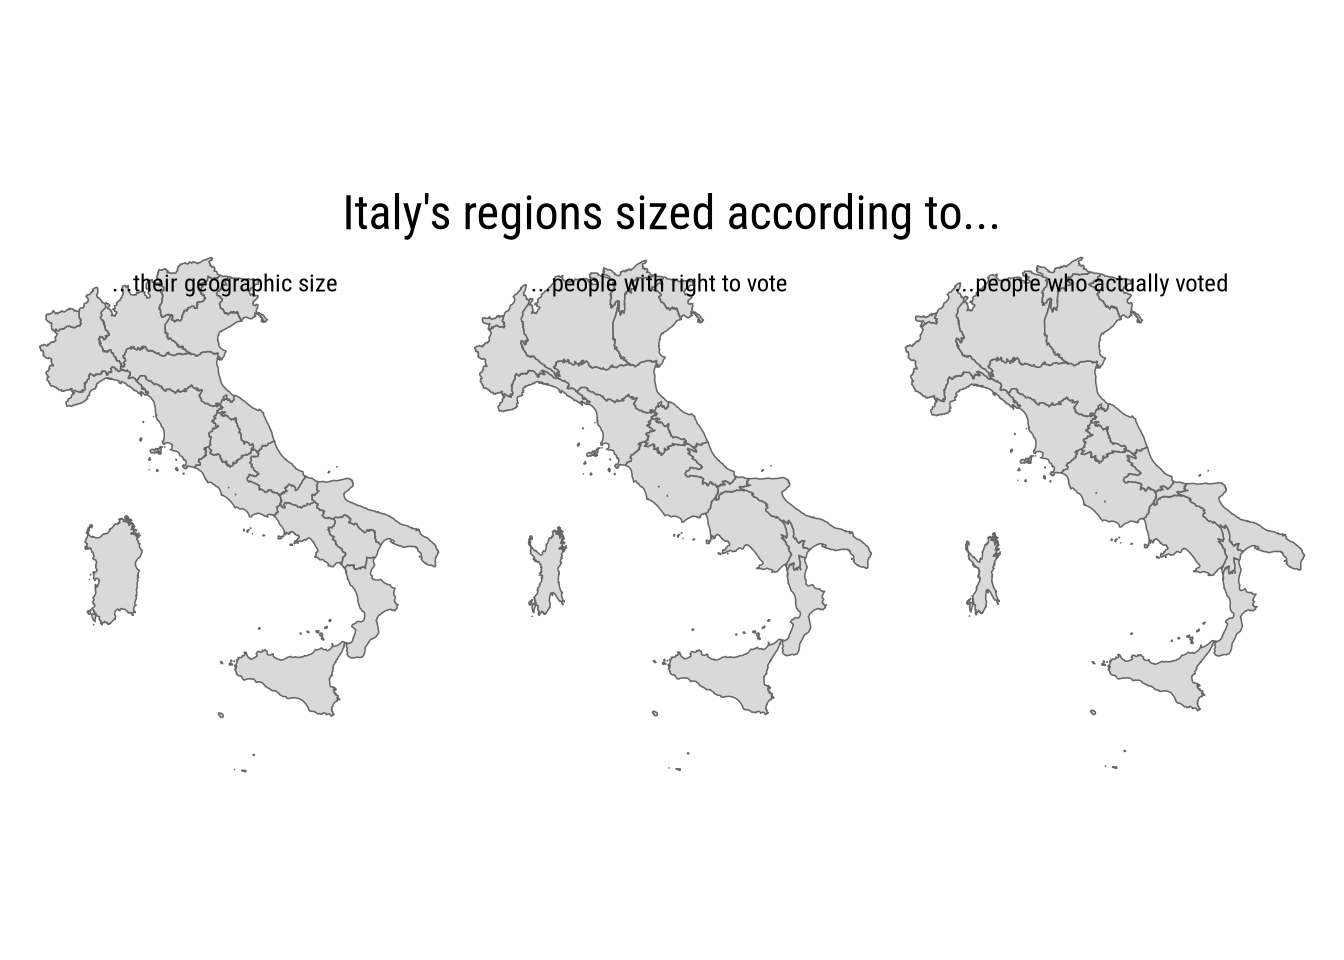 Italy's regions sized according to...
...their geographic size
...people with right to vote
...people who actually voted